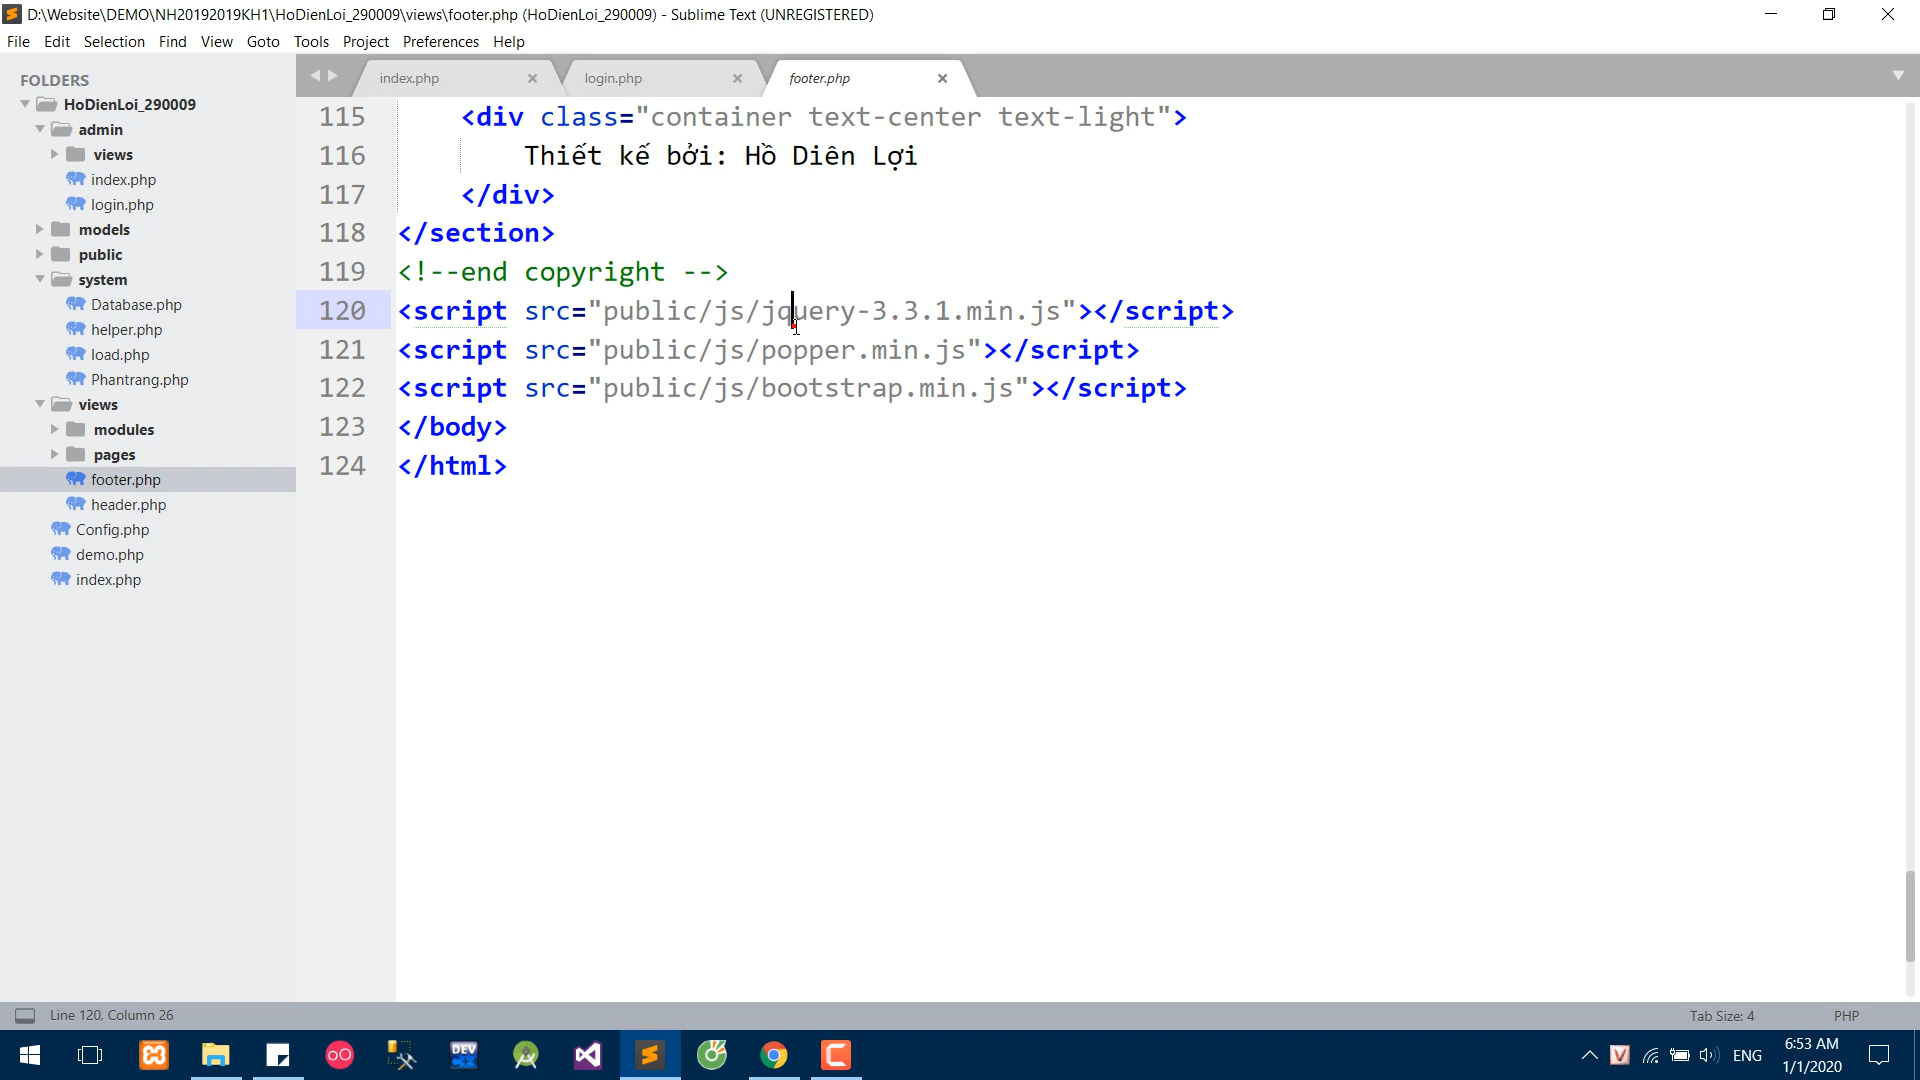 D:\Website\DEMO\NH20192019KH1\HoDienLoi_290009\views\footer.php (HoDienLoi_290009) - Sublime Text (UNREGISTERED)
File Edit Selection Find View Goto Tools Project Preferences Help
FOLDERS
HoDienLoi_290009
admin
views
index.php
login.php
models
public
system
Database.php
helper.php
load.php
Phantrang.php
views
modules
pages
footer.php
header.php
Config.php
demo.php
index.php
index.php login.php footer.php
115 <div class="container text-center text-light">
116 Thiết kế bởi: Hồ Diên Lợi
117 </div>
118 </section>
119 <!--end copyright -->
120 <script src="public/js/jquery-3.3.1.min.js"></script>
121 <script src="public/js/popper.min.js"></script>
122 <script src="public/js/bootstrap.min.js"></script>
123 </body>
124 </html>
Line 120, Column 26 Tab Size: 4 PHP
DEV
ENG
6:53 AM
1/1/2020